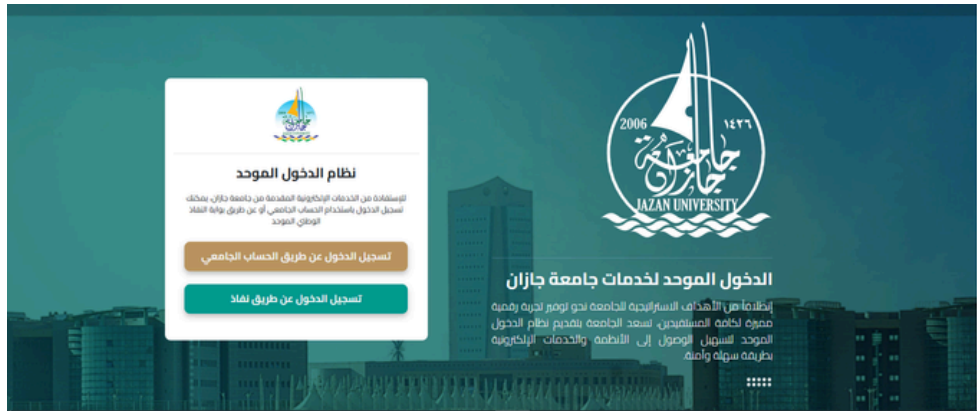 2006
١٤٢٦
جامعة
جازان
JAZAN UNIVERSITY
الدخول الموحد لخدمات جامعة جازان
إنطلاقاً من الأهداف الاستراتيجية للجامعة نحو توفير تجربة رقمية
مميزة لكافة المستفيدين، تسعد الجامعة بتقديم نظام الدخول
الموحد لتسهيل الوصول إلى الأنظمة والخدمات الإلكترونية
بطريقة سهلة وآمنة.
جامعة
جازان
نظام الدخول الموحد
للإستفادة من الخدمات الإلكترونية المقدمة من جامعة جازان، يمكنك
تسجيل الدخول باستخدام الحساب الجامعي أو عن طريق بوابة النفاذ
الوطني الموحد
تسجيل الدخول عن طريق الحساب الجامعي
تسجيل الدخول عن طريق نفاذ